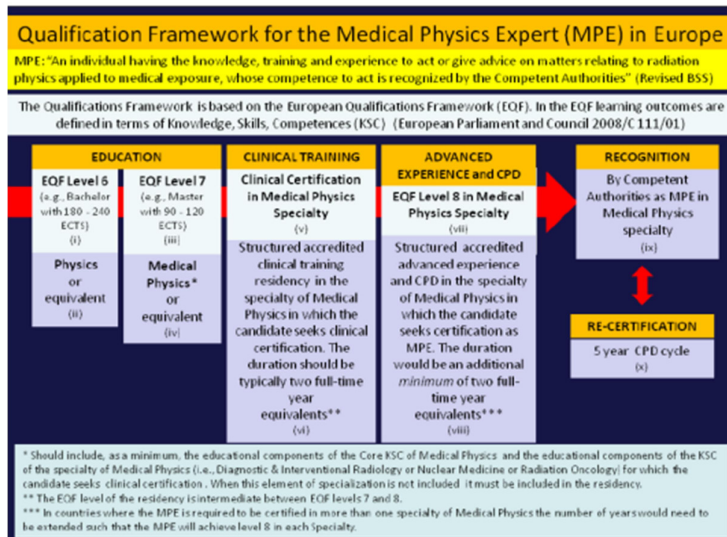 Qualification Framework for the Medical Physics Expert (MPE) in Europe
MPE: "An individual having the knowledge, training and experience to act or give advice on matters relating to radiation
physics applied to medical exposure, whose competence to act is recognized by the Competent Authorities" (Revised BSS)
The Qualifications Framework is based on the European Qualifications Framework (EQF). In the EQF learning outcomes are
defined in terms of Knowledge, Skills, Competences (KSC) (European Parliament and Council 2008/C 111/01)
EDUCATION
EQF Level 6
(e.g., Bachelor
with 180 - 240
ECTS)
(i)
Physics
or
equivalent
(ii)
EQF Level 7
(e.g., Master
with 90 - 120
ECTS)
(iii)
Medical
Physics*
or
equivalent
(iv)
CLINICAL TRAINING
Clinical Certification
in Medical Physics
Specialty
(v)
Structured accredited
clinical training
residency in the
specialty of Medical
Physics in which the
candidate seeks clinical
certification. The
duration should be
typically two full-time
year
equivalents**
(vi)
ADVANCED
EXPERIENCE and CPD
EQF Level 8 in Medical
Physics Specialty
(vii)
Structured accredited
advanced experience
and CPD in the specialty
of Medical Physics in
which the candidate
seeks certification as
MPE. The duration
would be an additional
minimum of two full-
time year
equivalents***
(viii)
RECOGNITION
By Competent
Authorities as MPE in
Medical Physics
specialty
(ix)
RE-CERTIFICATION
5 year CPD cycle
(x)
* Should include, as a minimum, the educational components of the Core KSC of Medical Physics and the educational components of the KSC
of the specialty of Medical Physics (i.e., Diagnostic & Interventional Radiology or Nuclear Medicine or Radiation Oncology) for which the
candidate seeks clinical certification. When this element of specialization is not included it must be included in the residency.
** The EQF level of the residency is intermediate between EQF levels 7 and 8.
*** In countries where the MPE is required to be certified in more than one specialty of Medical Physics the number of years would need to
be extended such that the MPE will achieve level 8 in each Specialty.